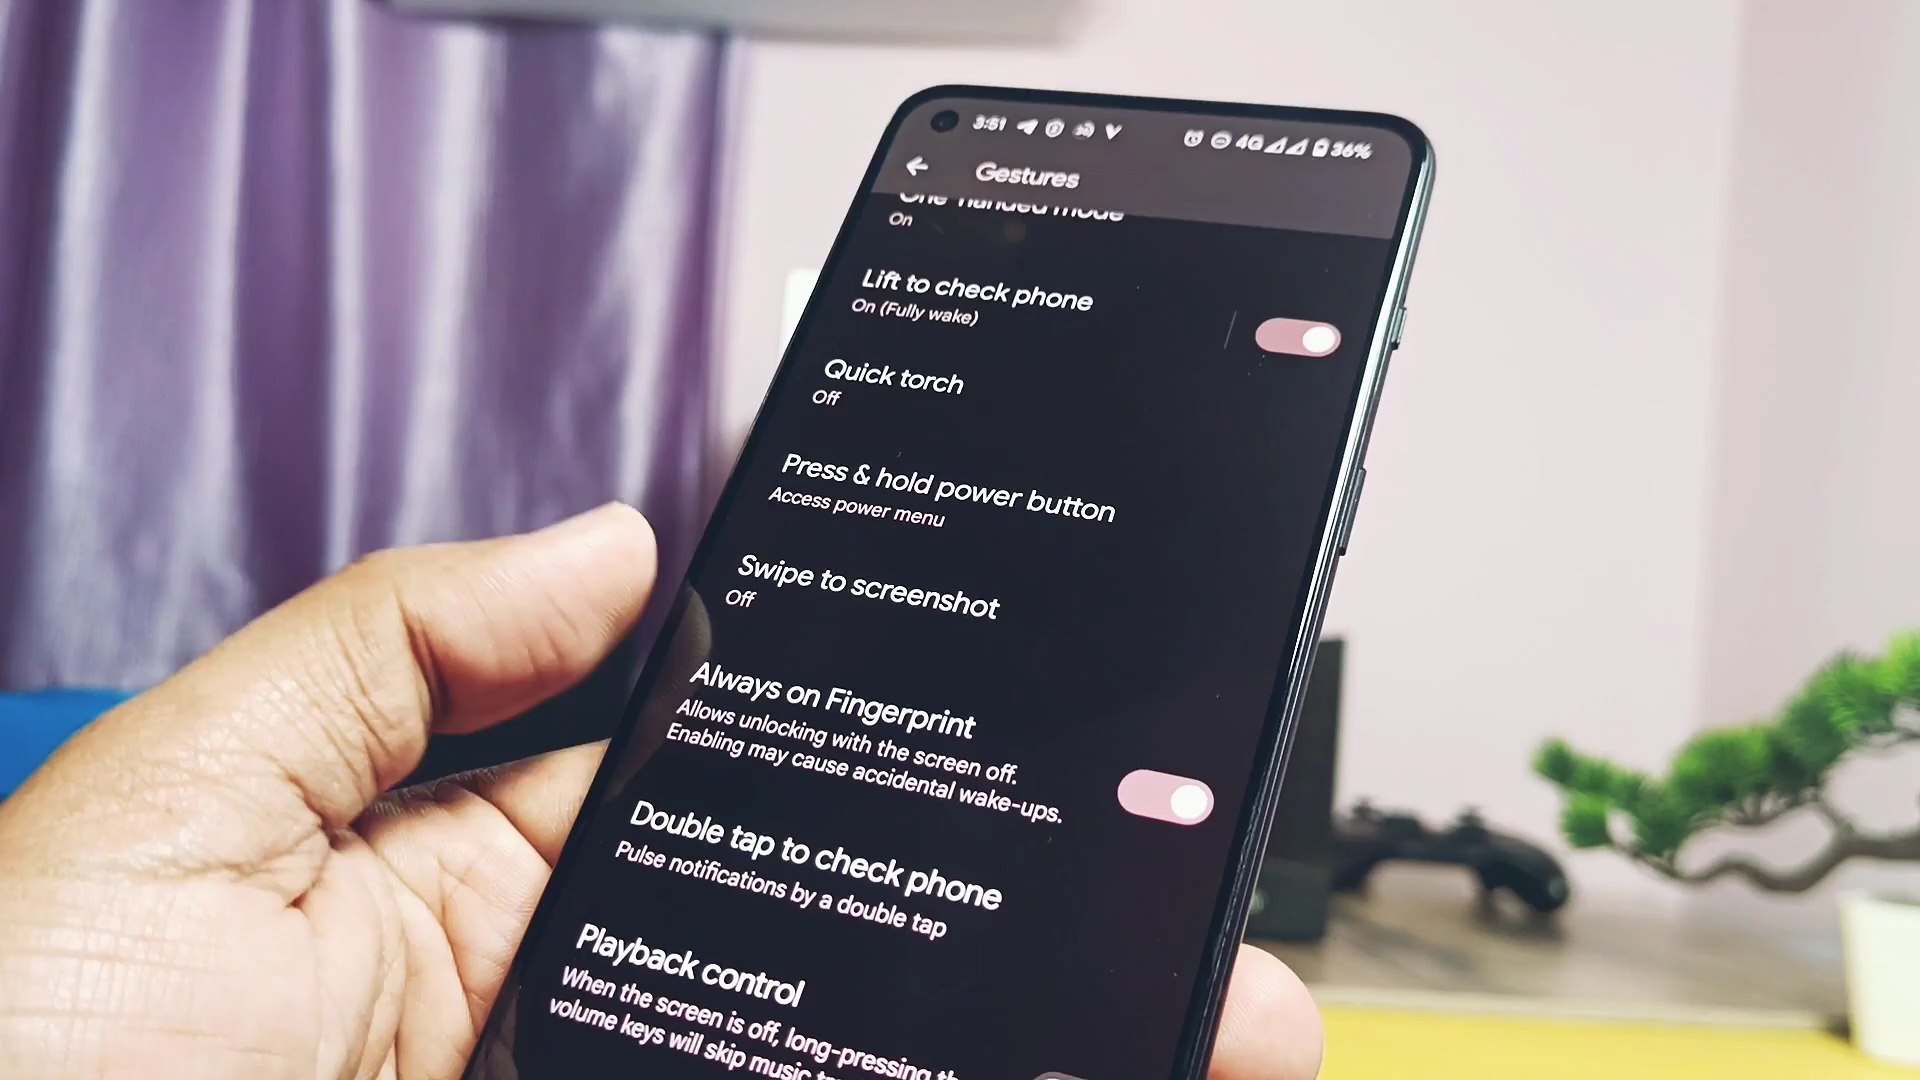 3:51 4G 36%
Gestures
One-handed mode
On
Lift to check phone
On (Fully wake)
Quick torch
Off
Press & hold power button
Access power menu
Swipe to screenshot
Off
Always on Fingerprint
Allows unlocking with the screen off.
Enabling may cause accidental wake-ups.
Double tap to check phone
Pulse notifications by a double tap
Playback control
When the screen is off, long-pressing
volume keys will skip music